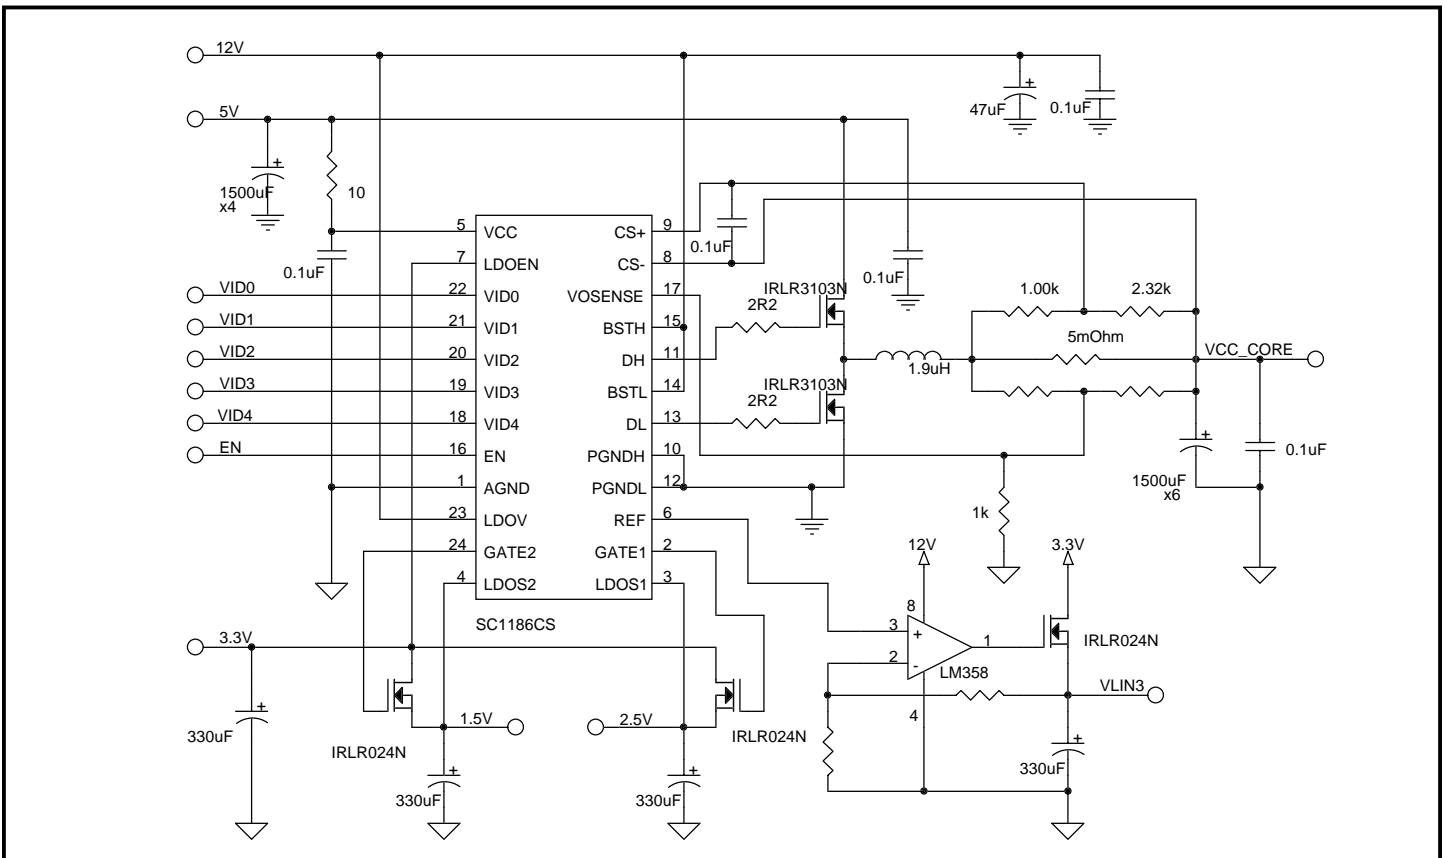 12V
+
47uF
0.1uF
5V
+
1500uF
x4
10
0.1uF
5 VCC CS+ 9
0.1uF
7 LDOEN CS- 8
0.1uF
VID0 22 VID0 VOSENSE 17
IRLR3103N
2R2
1.00k
2.32k
VID1 21 VID1 BSTH 15
5mOhm
VID2 20 VID2 DH 11
1.9uH
VCC_CORE
VID3 19 VID3 BSTL 14
IRLR3103N
2R2
VID4 18 VID4 DL 13
+
EN 16 EN PGNDH 10
0.1uF
1 AGND PGNDL 12
1500uF
x6
23 LDOV REF 6
1k
24 GATE2 GATE1 2
12V
3.3V
4 LDOS2 LDOS1 3
SC1186CS
8
3
+
2
-
1
LM358
4
IRLR024N
VLIN3
3.3V
+
330uF
IRLR024N
1.5V
+
330uF
2.5V
IRLR024N
+
330uF
+
330uF